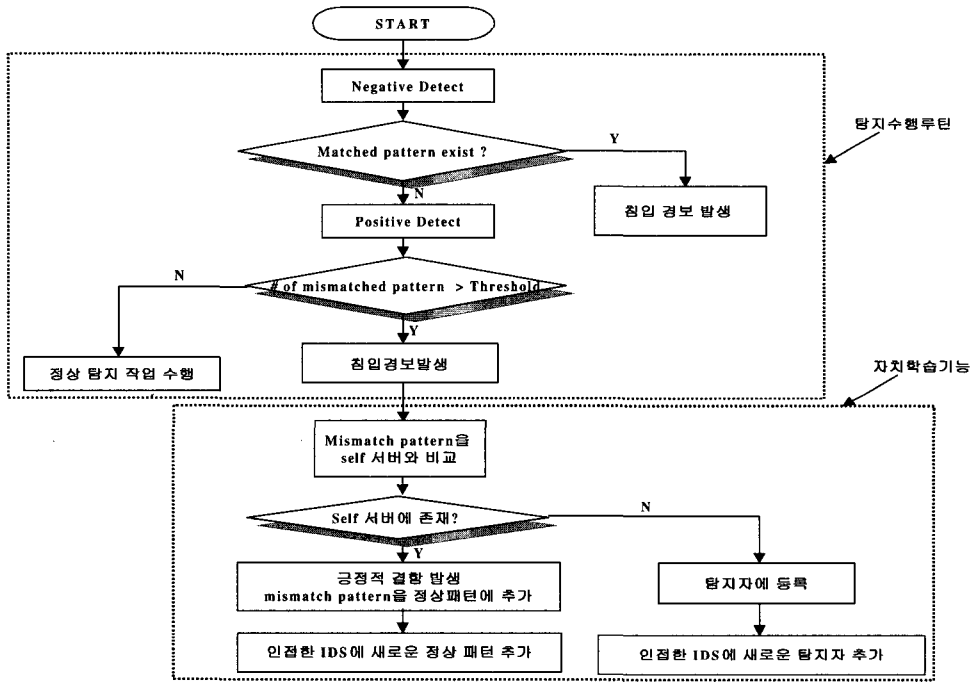 START
Negative Detect
탐지수행루틴
Matched pattern exist ?
Y
N
침입 경보 발생
Positive Detect
N
# of mismatched pattern > Threshold
Y
정상 탐지 작업 수행
침입경보발생
자치학습기능
Mismatch pattern을
self 서버와 비교
N
Self 서버에 존재?
Y
긍정적 결함 발생
mismatch pattern을 정상패턴에 추가
탐지자에 등록
인접한 IDS에 새로운 정상 패턴 추가
인접한 IDS에 새로운 탐지자 추가